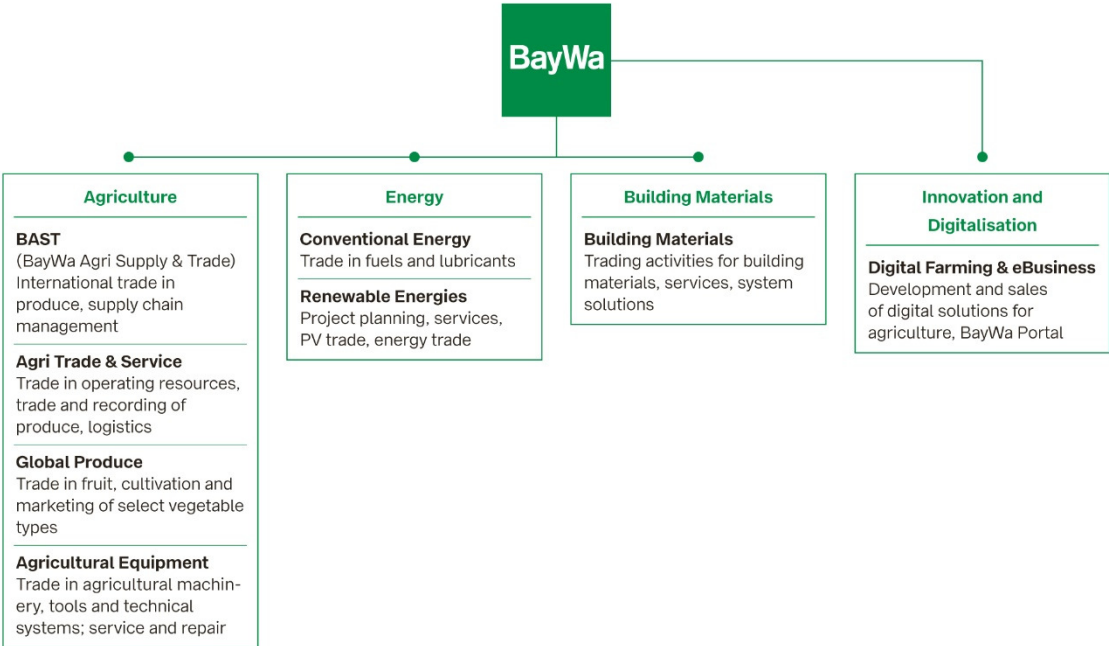 BayWa
Agriculture
BAST
(BayWa Agri Supply & Trade)
International trade in
produce, supply chain
management
Agri Trade & Service
Trade in operating resources,
trade and recording of
produce, logistics
Global Produce
Trade in fruit, cultivation and
marketing of select vegetable
types
Agricultural Equipment
Trade in agricultural machin-
ery, tools and technical
systems; service and repair
Energy
Conventional Energy
Trade in fuels and lubricants
Renewable Energies
Project planning, services,
PV trade, energy trade
Building Materials
Building Materials
Trading activities for building
materials, services, system
solutions
Innovation and
Digitalisation
Digital Farming & eBusiness
Development and sales
of digital solutions for
agriculture, BayWa Portal